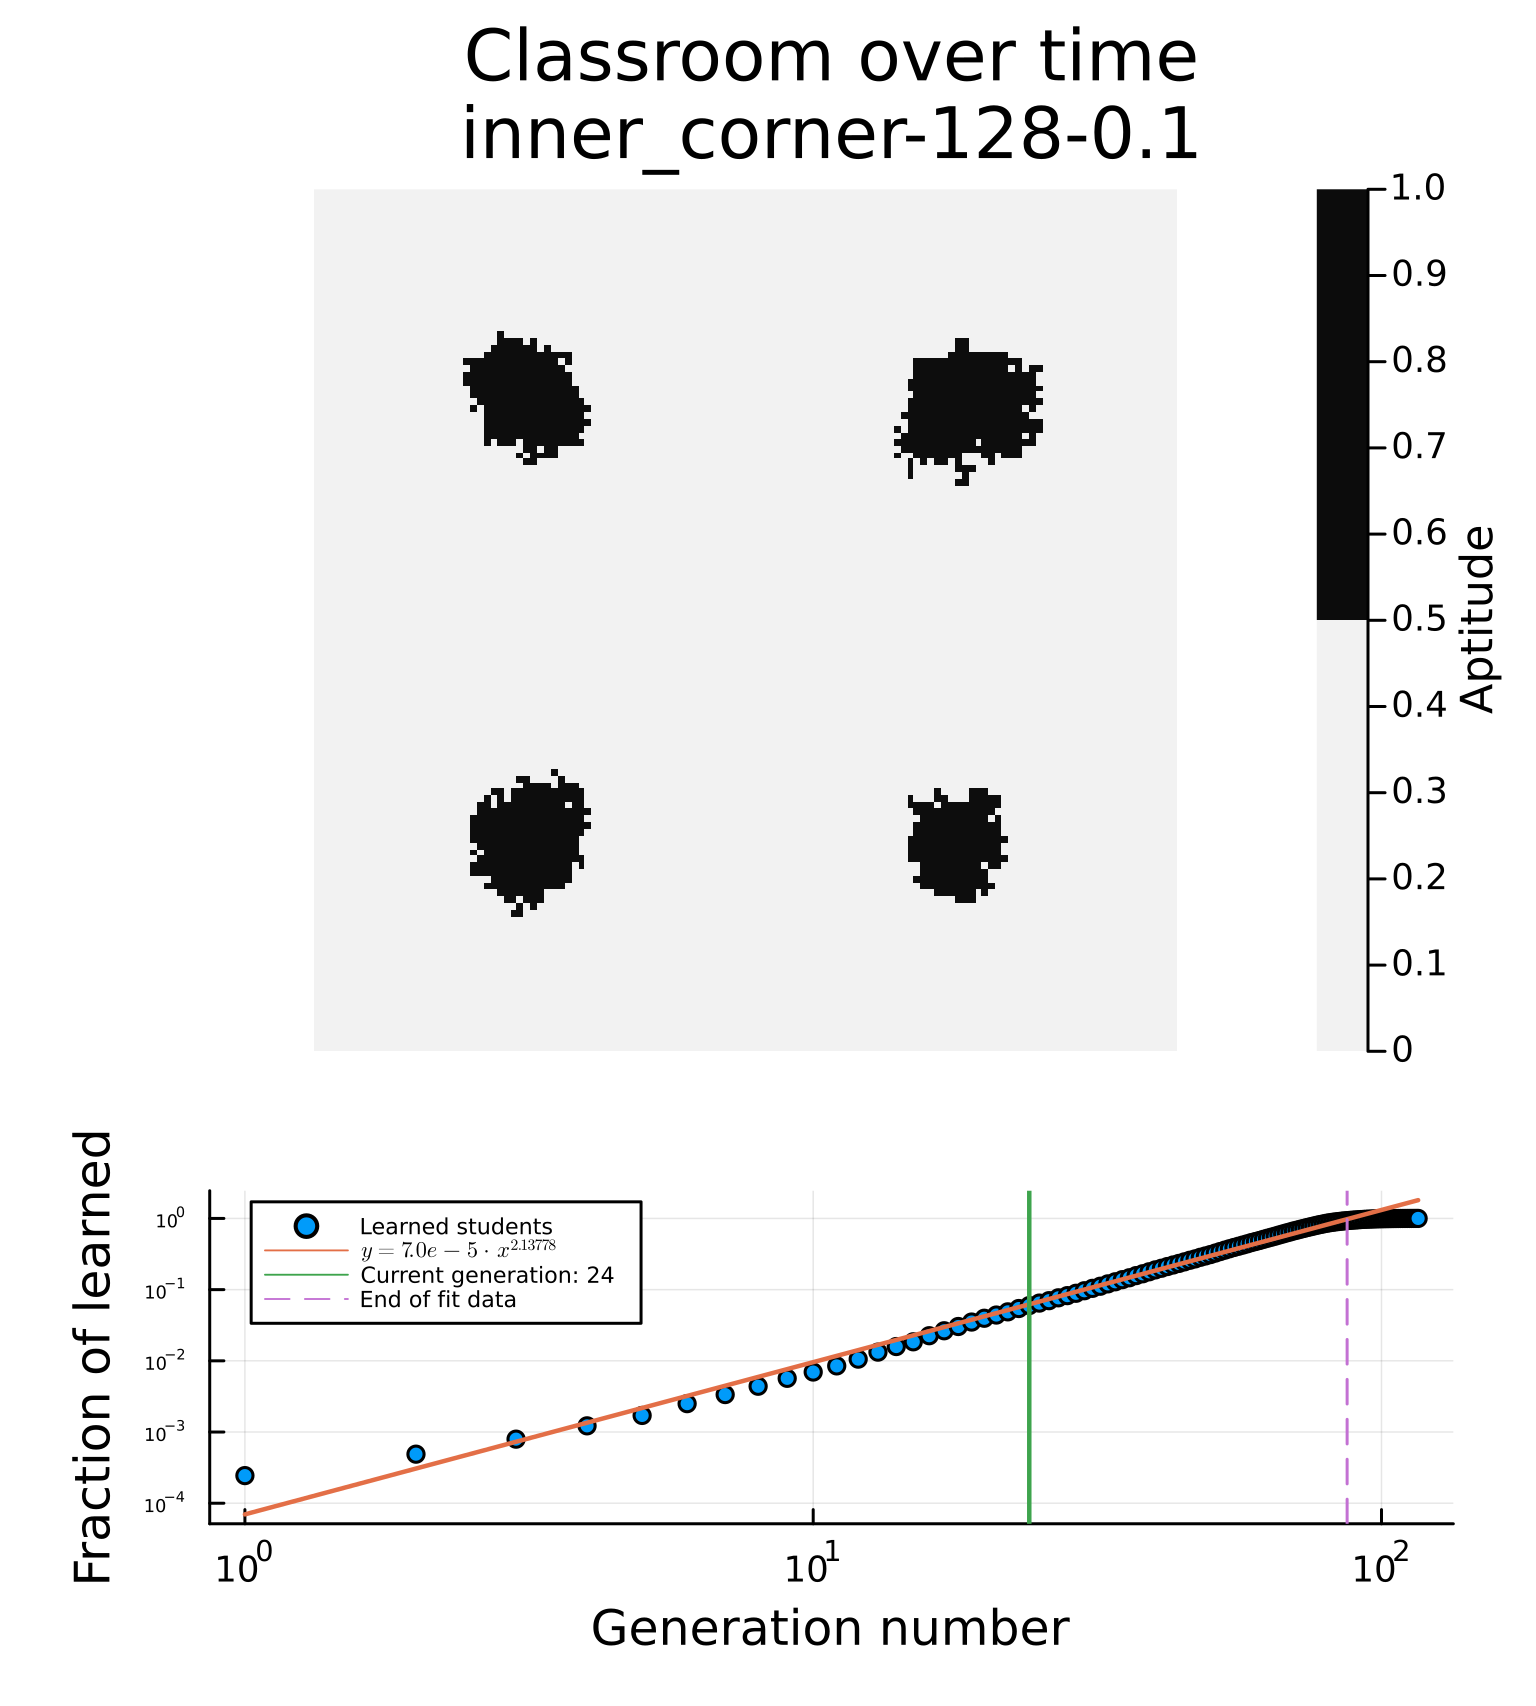 Classroom over time
inner_corner-128-0.1
1.0
0.9
0.8
0.7
0.6
0.5
0.4
0.3
0.2
0.1
0
Aptitude
Fraction of learned
10^0
10^-1
10^-2
10^-3
10^-4
Learned students
y = 7.0e − 5 · x^2.13778
Current generation: 24
End of fit data
10^0
10^1
10^2
Generation number